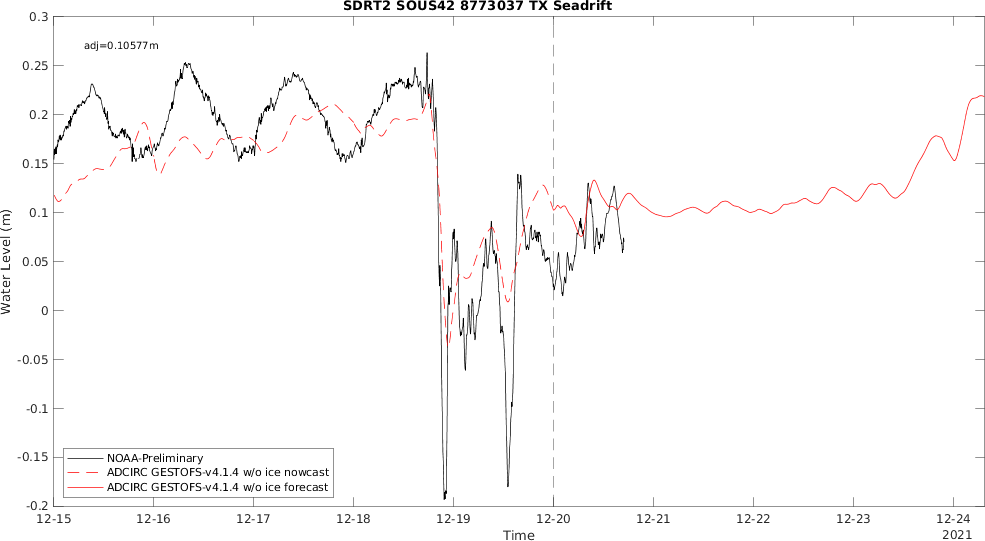 SDRT2 SOUS42 8773037 TX Seadrift
adj=0.10577m
0.3
0.25
0.2
0.15
0.1
0.05
0
-0.05
-0.1
-0.15
-0.2
Water Level (m)
NOAA-Preliminary
ADCIRC GESTOFS-v4.1.4 w/o ice nowcast
ADCIRC GESTOFS-v4.1.4 w/o ice forecast
12-15 12-16 12-17 12-18 12-19 12-20 12-21 12-22 12-23 12-24
Time
2021